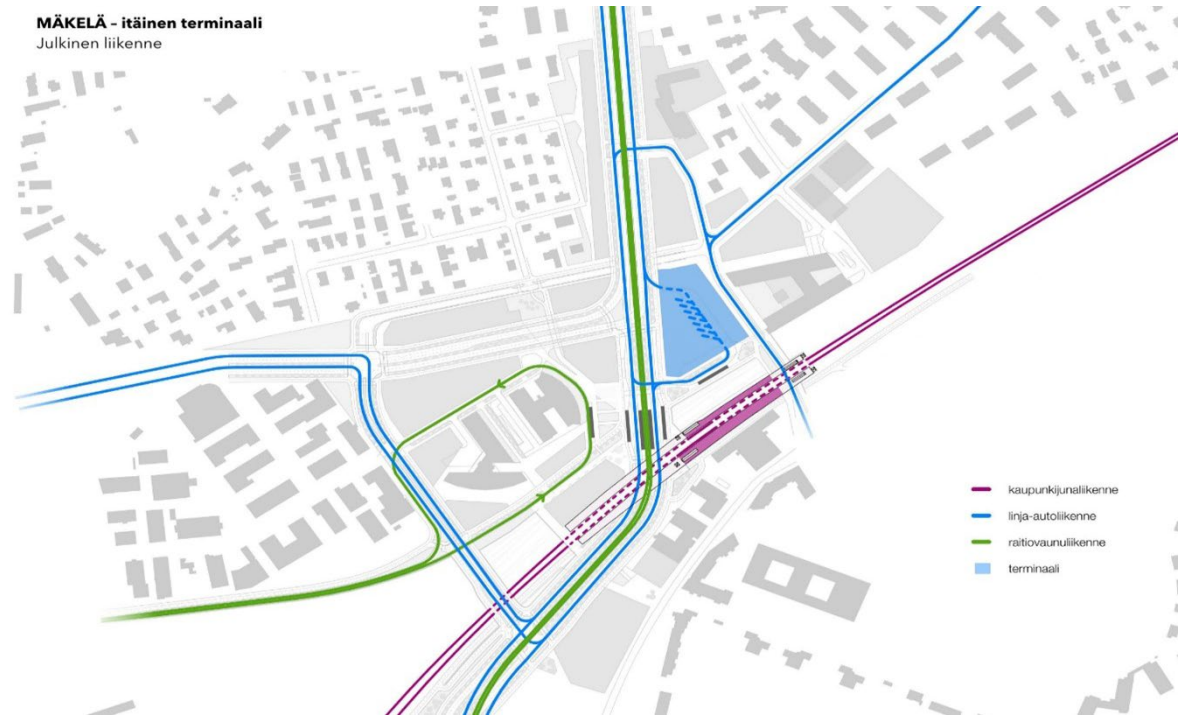 MÄKELÄ – itäinen terminaali
Julkinen liikenne
kaupunkijunaliikenne
linja-autoliikenne
raitiovaunuliikenne
terminaali